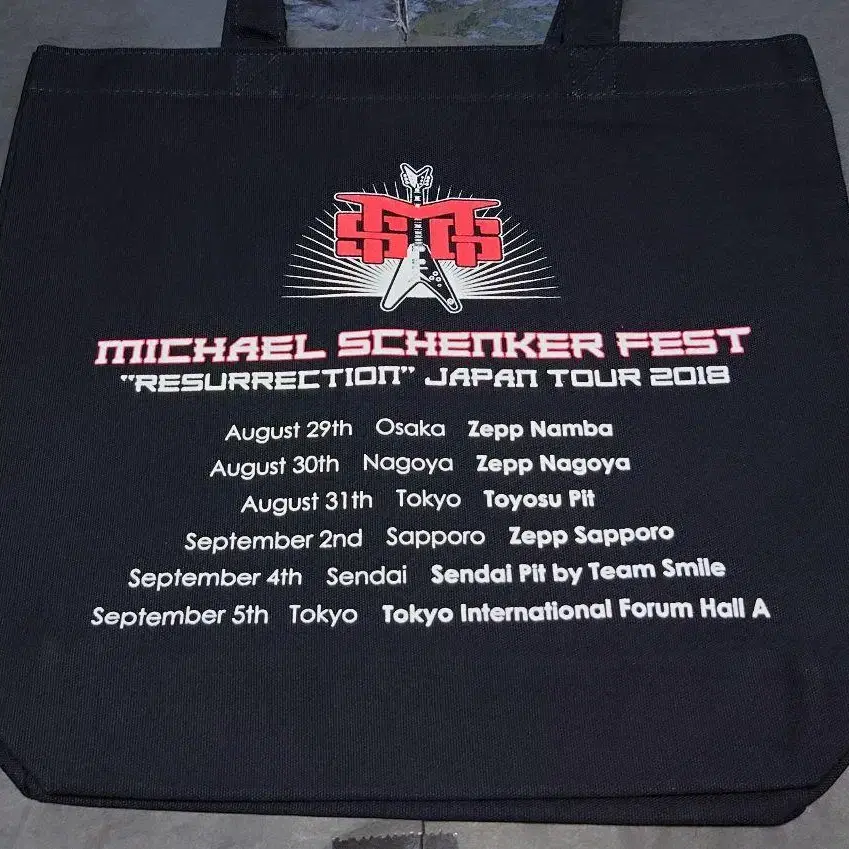 MSG
MICHAEL SCHENKER FEST
"RESURRECTION" JAPAN TOUR 2018
August 29th Osaka Zepp Namba
August 30th Nagoya Zepp Nagoya
August 31th Tokyo Toyosu Pit
September 2nd Sapporo Zepp Sapporo
September 4th Sendai Sendai Pit by Team Smile
September 5th Tokyo Tokyo International Forum Hall A